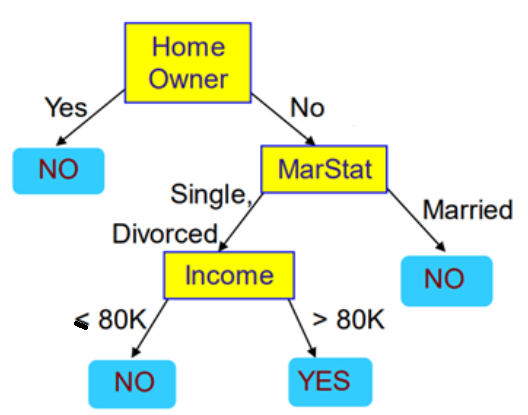 Home
Owner
Yes
No
NO
MarStat
Single,
Divorced
Married
Income
NO
≤ 80K
> 80K
NO
YES